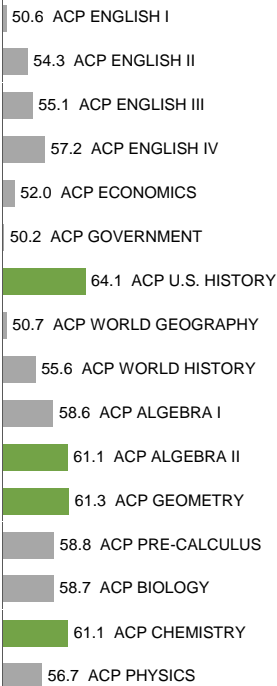 50.6 ACP ENGLISH I
54.3 ACP ENGLISH II
55.1 ACP ENGLISH III
57.2 ACP ENGLISH IV
52.0 ACP ECONOMICS
50.2 ACP GOVERNMENT
64.1 ACP U.S. HISTORY
50.7 ACP WORLD GEOGRAPHY
55.6 ACP WORLD HISTORY
58.6 ACP ALGEBRA I
61.1 ACP ALGEBRA II
61.3 ACP GEOMETRY
58.8 ACP PRE-CALCULUS
58.7 ACP BIOLOGY
61.1 ACP CHEMISTRY
56.7 ACP PHYSICS